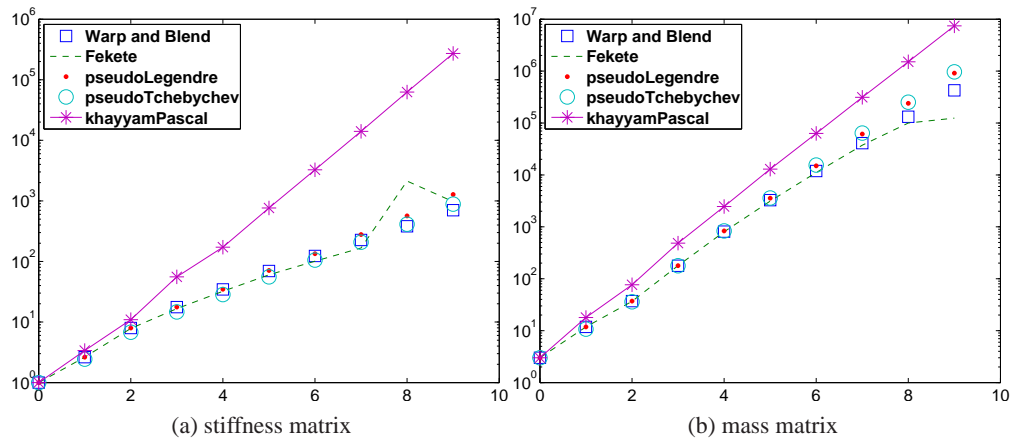 10^6
10^5
10^4
10^3
10^2
10^1
10^0
0 2 4 6 8 10
Warp and Blend
Fekete
pseudoLegendre
pseudoTchebychev
khayyamPascal
(a) stiffness matrix
10^7
10^6
10^5
10^4
10^3
10^2
10^1
10^0
0 2 4 6 8 10
Warp and Blend
Fekete
pseudoLegendre
pseudoTchebychev
khayyamPascal
(b) mass matrix